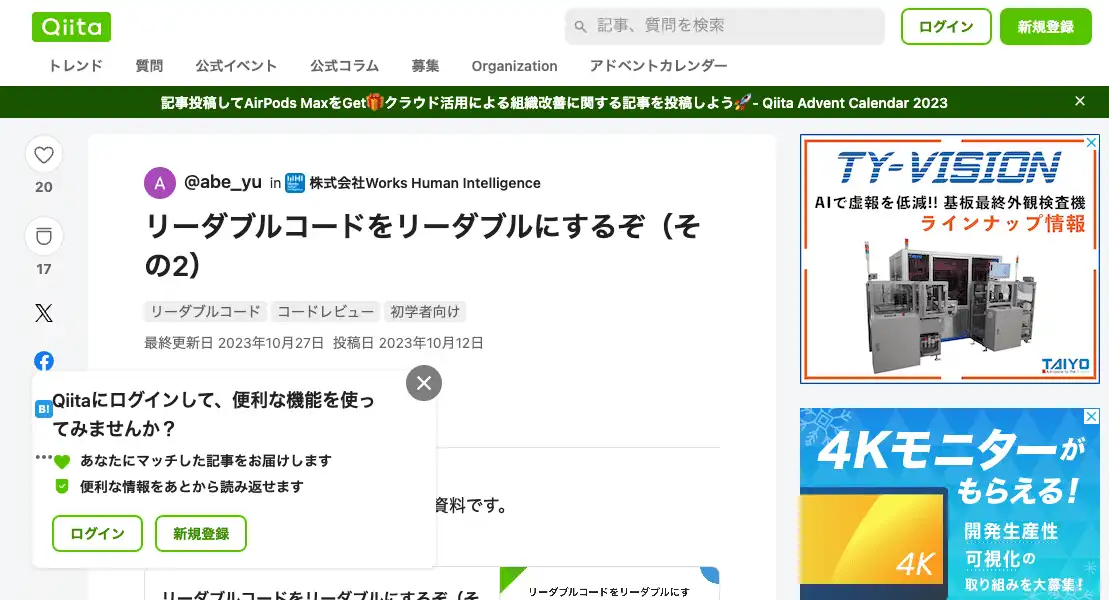 Qiita
記事、質問を検索
ログイン
新規登録
トレンド 質問 公式イベント 公式コラム 募集 Organization アドベントカレンダー
記事投稿してAirPods MaxをGet🎁クラウド活用による組織改善に関する記事を投稿しよう🚀- Qiita Advent Calendar 2023
20
17
A @abe_yu in 株式会社Works Human Intelligence
リーダブルコードをリーダブルにするぞ（そ
の2）
リーダブルコード コードレビュー 初学者向け
最終更新日 2023年10月27日 投稿日 2023年10月12日
B!
Qiitaにログインして、便利な機能を使っ
てみませんか？
あなたにマッチした記事をお届けします
便利な情報をあとから読み返せます
ログイン 新規登録
資料です。
リーダブルコードをリーダブルにするぞ（そ
リーダブルコードをリーダブルにす
TY-VISION
AIで虚報を低減!! 基板最終外観検査機
ラインナップ情報
TAIYO
4Kモニターが
もらえる!
4K
開発生産性
可視化の
取り組みを大募集!